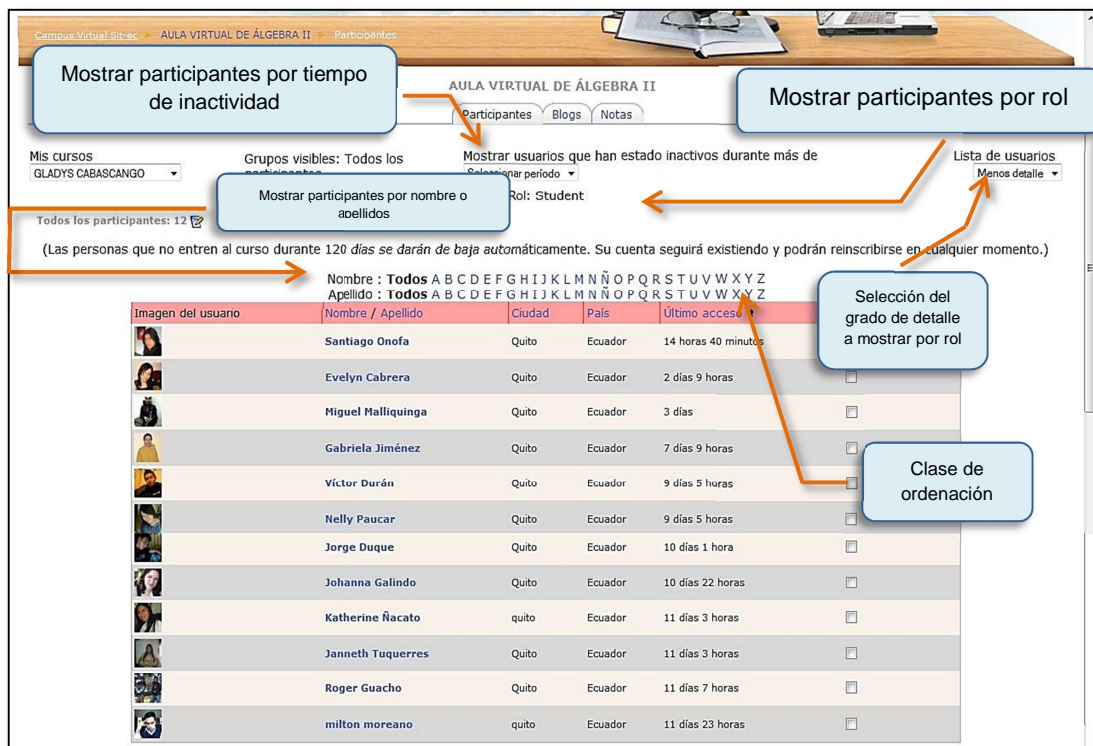 Campus Virtual Sit-ec ► AULA VIRTUAL DE ÁLGEBRA II ► Participantes
Mostrar participantes por tiempo
de inactividad
AULA VIRTUAL DE ÁLGEBRA II
Mostrar participantes por rol
Participantes Blogs Notas
Mis cursos
GLADYS CABASCANGO
Grupos visibles: Todos los
participantes
Mostrar usuarios que han estado inactivos durante más de
Seleccionar período
Lista de usuarios
Menos detalle
Mostrar participantes por nombre o
apellidos
Rol: Student
Todos los participantes: 12
(Las personas que no entren al curso durante 120 días se darán de baja automáticamente. Su cuenta seguirá existiendo y podrán reinscribirse en cualquier momento.)
Nombre : Todos A B C D E F G H I J K L M N Ñ O P Q R S T U V W X Y Z
Apellido : Todos A B C D E F G H I J K L M N Ñ O P Q R S T U V W X Y Z
Selección del
grado de detalle
a mostrar por rol
Imagen del usuario Nombre / Apellido Ciudad País Último acceso
Santiago Onofa Quito Ecuador 14 horas 40 minutos
Evelyn Cabrera Quito Ecuador 2 días 9 horas
Miguel Malliquinga Quito Ecuador 3 días
Gabriela Jiménez Quito Ecuador 7 días 9 horas
Clase de
ordenación
Víctor Durán Quito Ecuador 9 días 5 horas
Nelly Paucar Quito Ecuador 9 días 5 horas
Jorge Duque Quito Ecuador 10 días 1 hora
Johanna Galindo Quito Ecuador 10 días 22 horas
Katherine Ñacato quito Ecuador 11 días 3 horas
Janneth Tuquerres Quito Ecuador 11 días 3 horas
Roger Guacho Quito Ecuador 11 días 7 horas
milton moreano quito Ecuador 11 días 23 horas